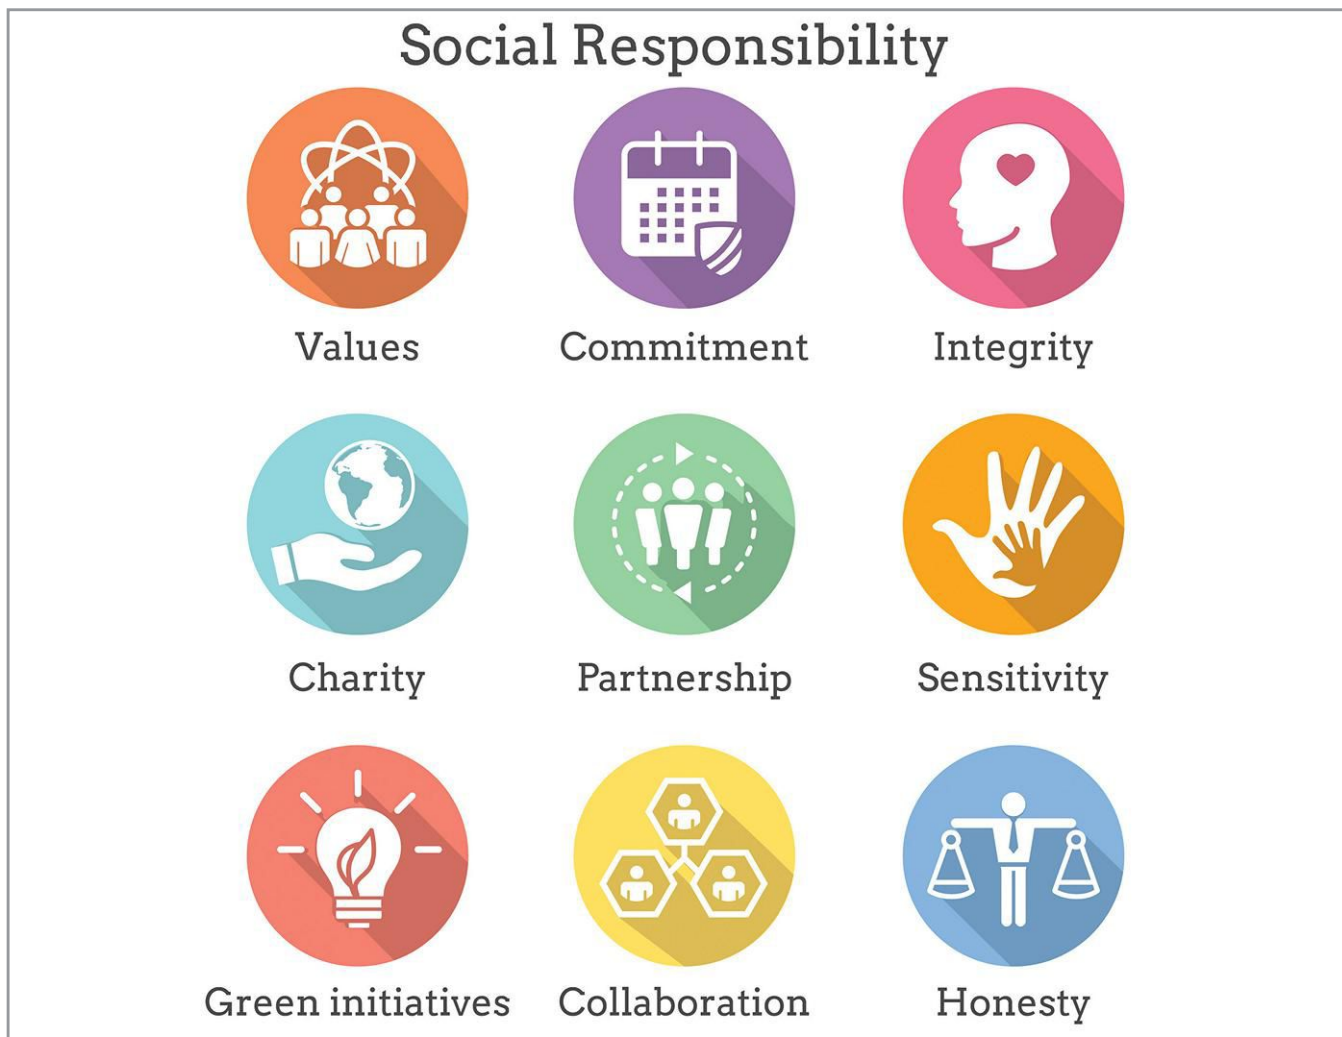 Social Responsibility
Values
Commitment
Integrity
Charity
Partnership
Sensitivity
Green initiatives
Collaboration
Honesty